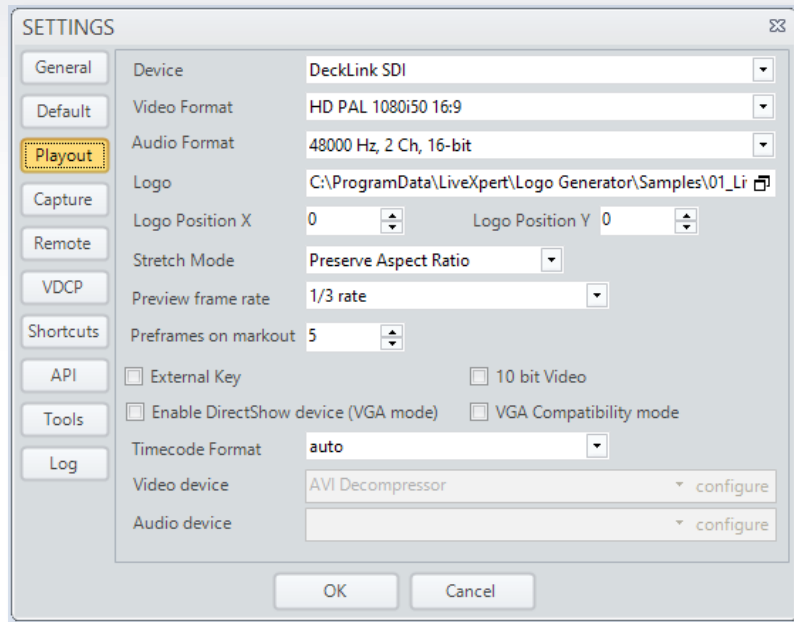 SETTINGS
General
Default
Playout
Capture
Remote
VDCP
Shortcuts
API
Tools
Log
Device DeckLink SDI
Video Format HD PAL 1080i50 16:9
Audio Format 48000 Hz, 2 Ch, 16-bit
Logo C:\ProgramData\LiveXpert\Logo Generator\Samples\01_Li
Logo Position X 0 Logo Position Y 0
Stretch Mode Preserve Aspect Ratio
Preview frame rate 1/3 rate
Preframes on markout 5
External Key 10 bit Video
Enable DirectShow device (VGA mode) VGA Compatibility mode
Timecode Format auto
Video device AVI Decompressor configure
Audio device configure
OK Cancel